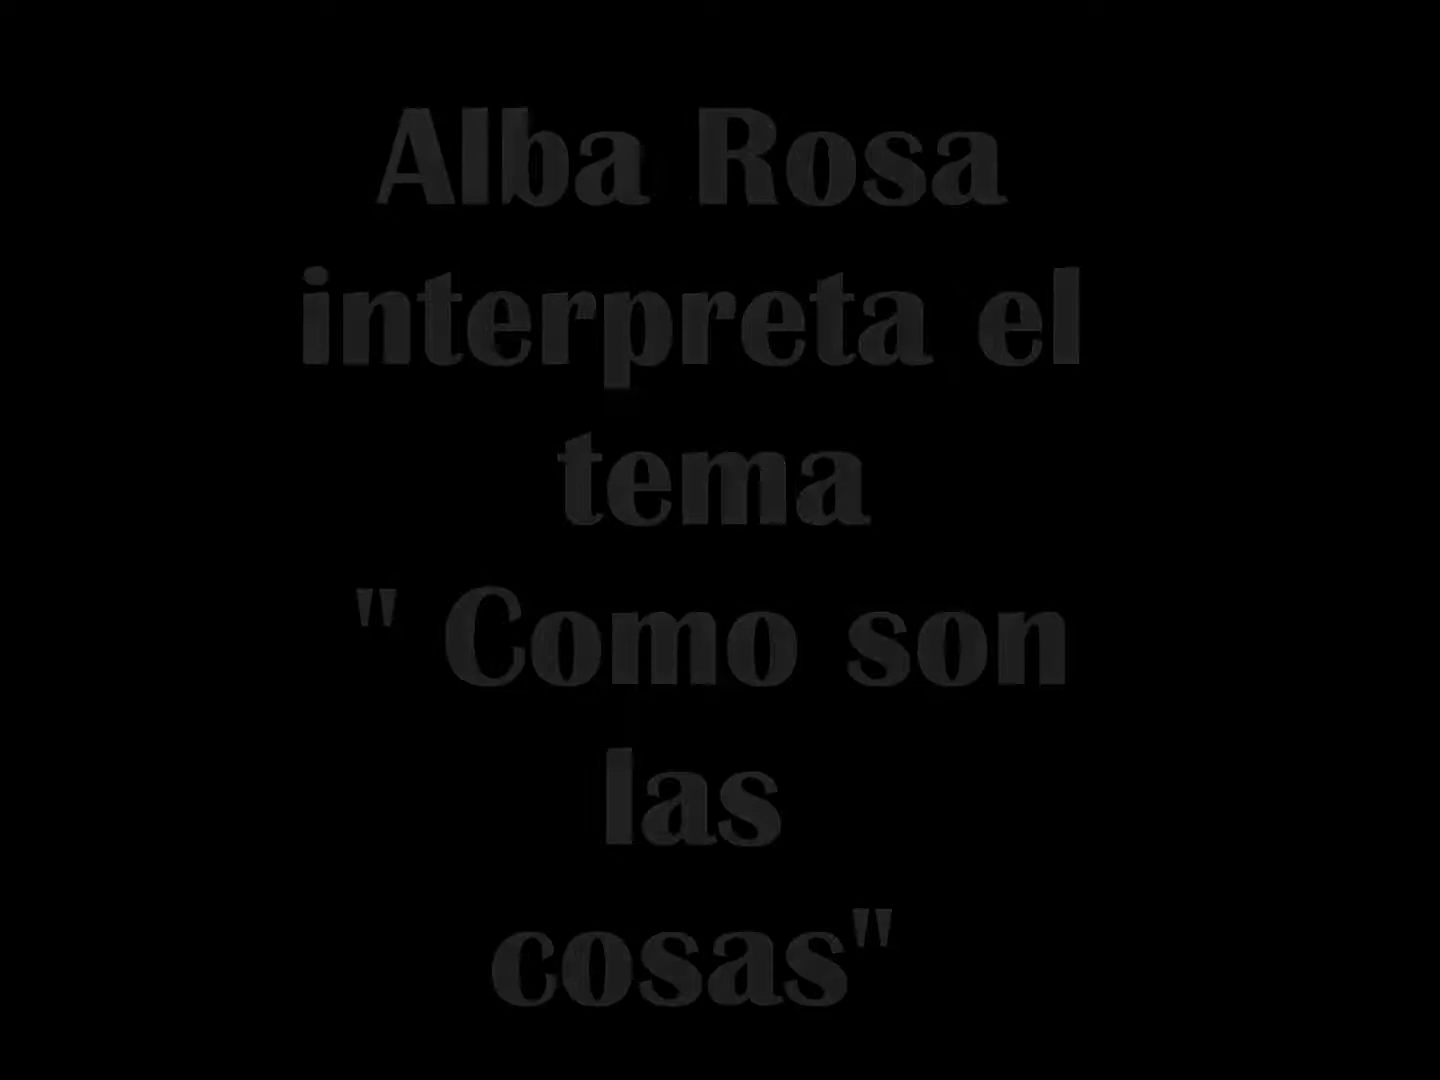 Alba Rosa
interpreta el
tema
" Como son
las
cosas"